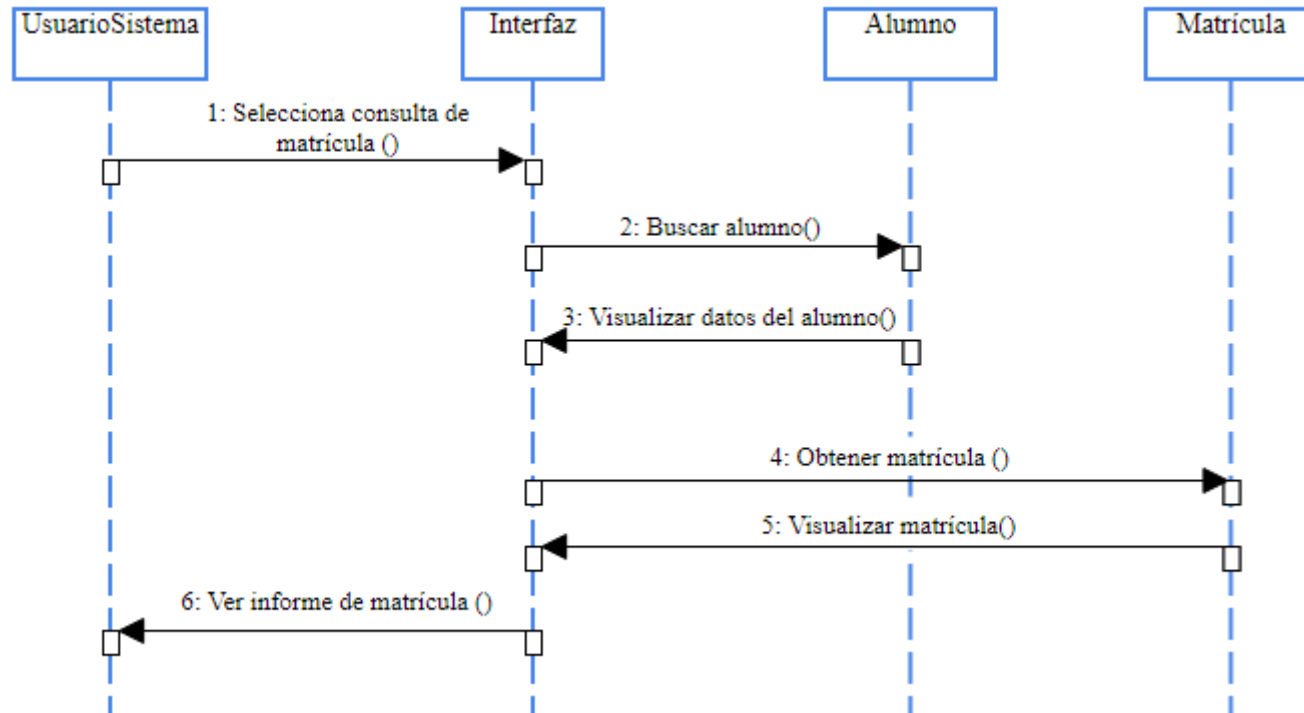 UsuarioSistema
Interfaz
Alumno
Matrícula
1: Selecciona consulta de
matrícula ()
2: Buscar alumno()
3: Visualizar datos del alumno()
4: Obtener matrícula ()
5: Visualizar matrícula()
6: Ver informe de matrícula ()